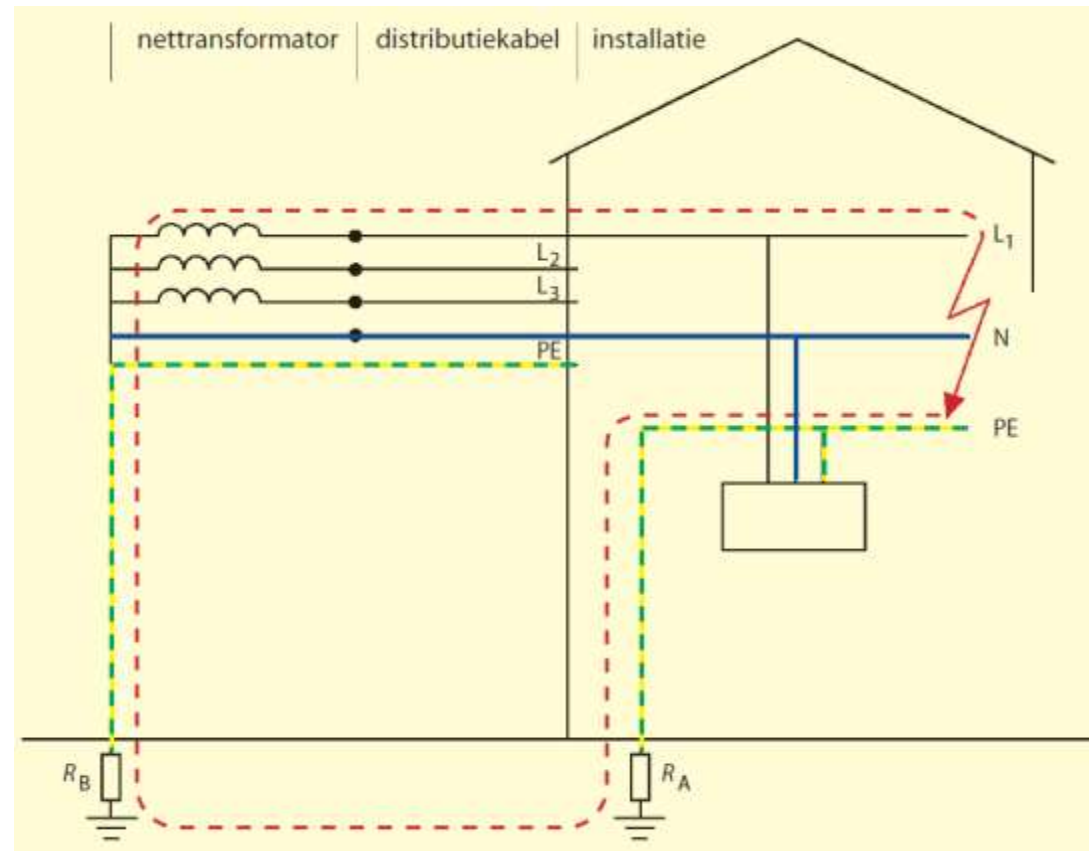 nettransformator distributiekabel installatie
L1
L2
L3
N
PE
PE
RB RA